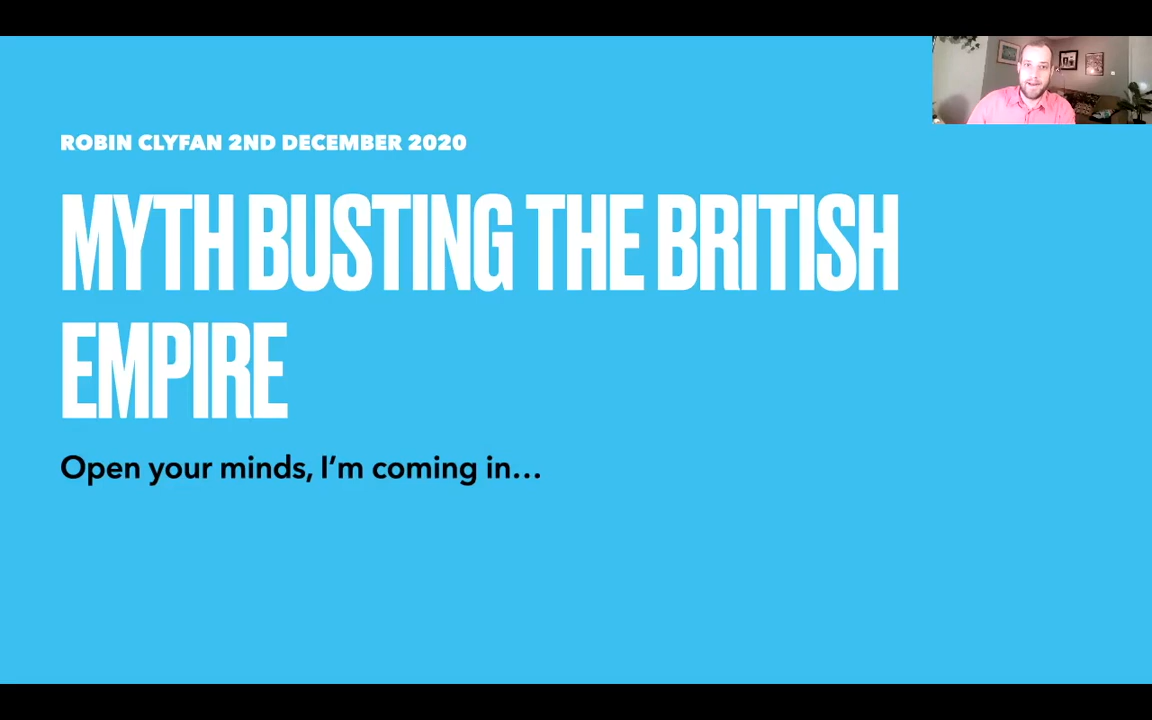 ROBIN CLYFAN 2ND DECEMBER 2020
MYTH BUSTING THE BRITISH
EMPIRE
Open your minds, I'm coming in…